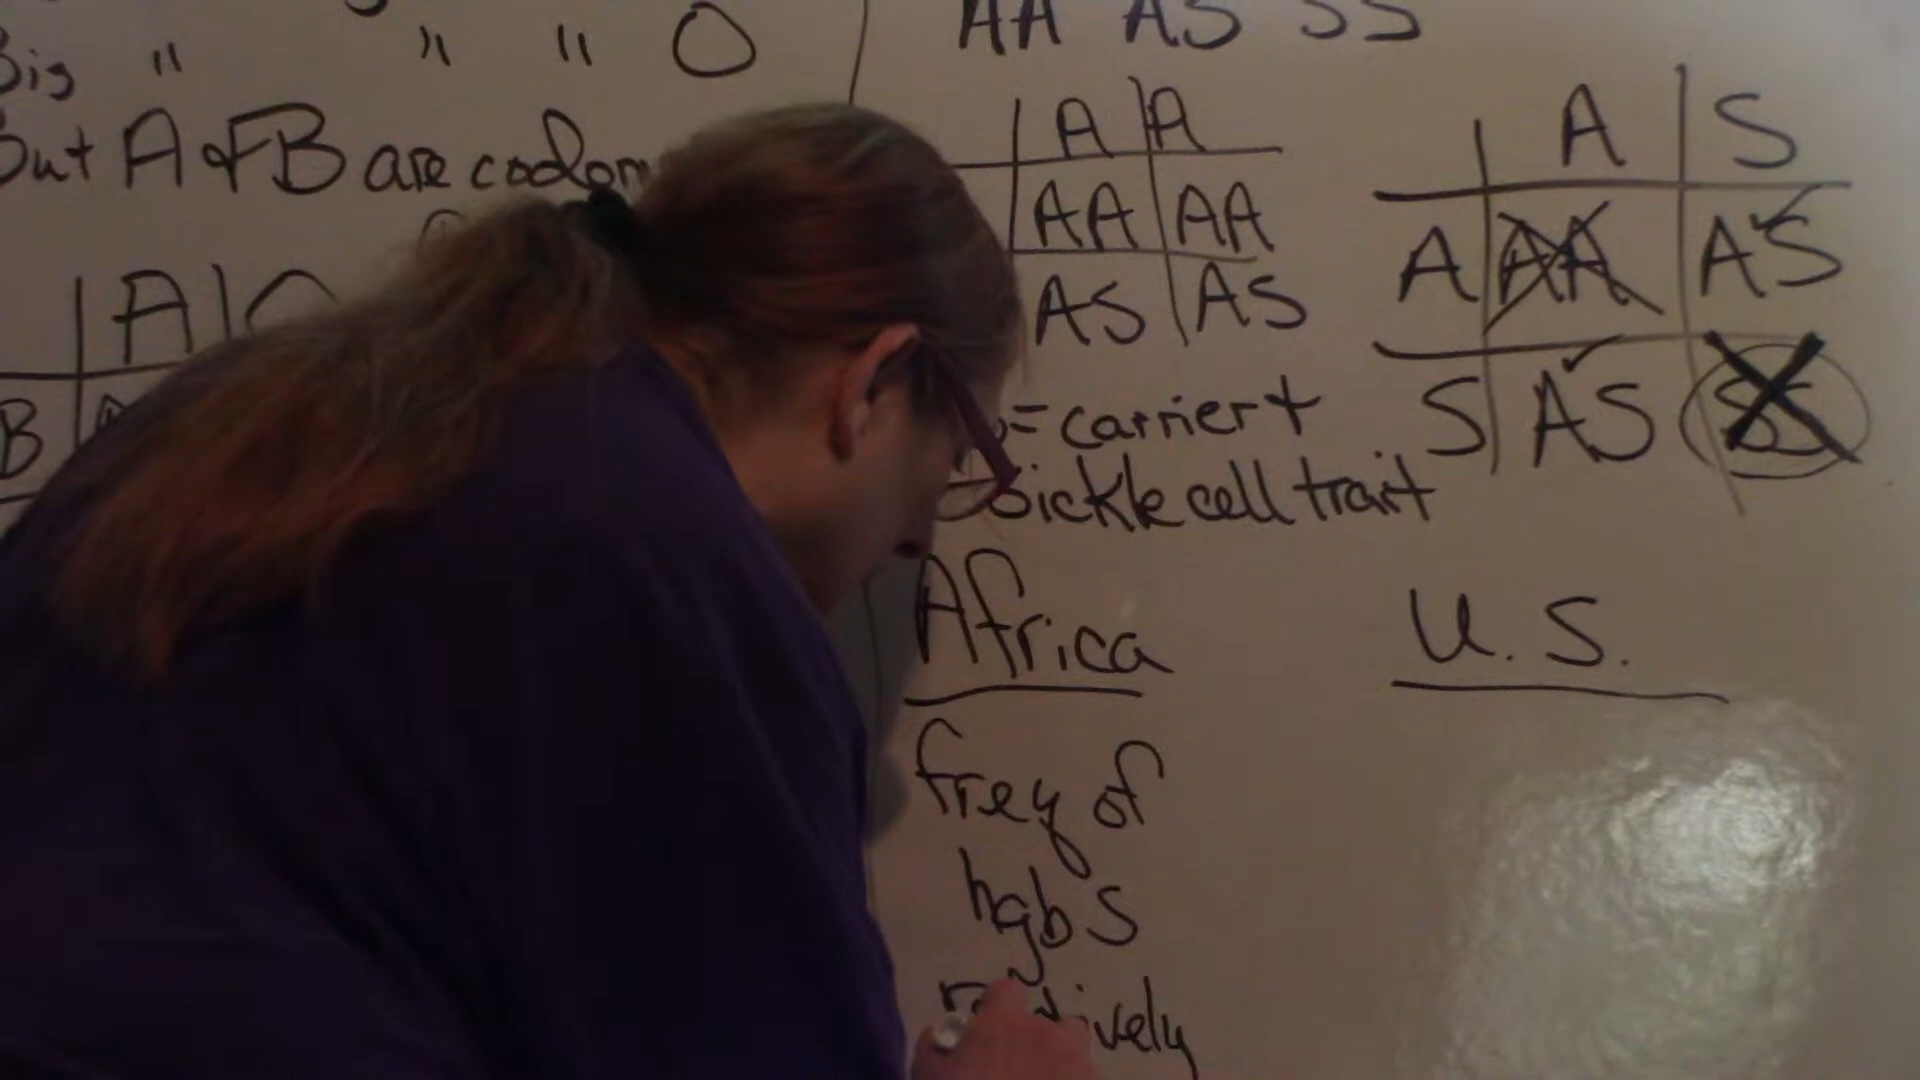 Big " " " O
But A & B are codom
A
B
AA AS SS
A A
AA AA
AS AS
= carrier +
Sickle cell trait
A S
A AA AS
S AS SS
Africa
freq of
hgb S
relatively
U. S.